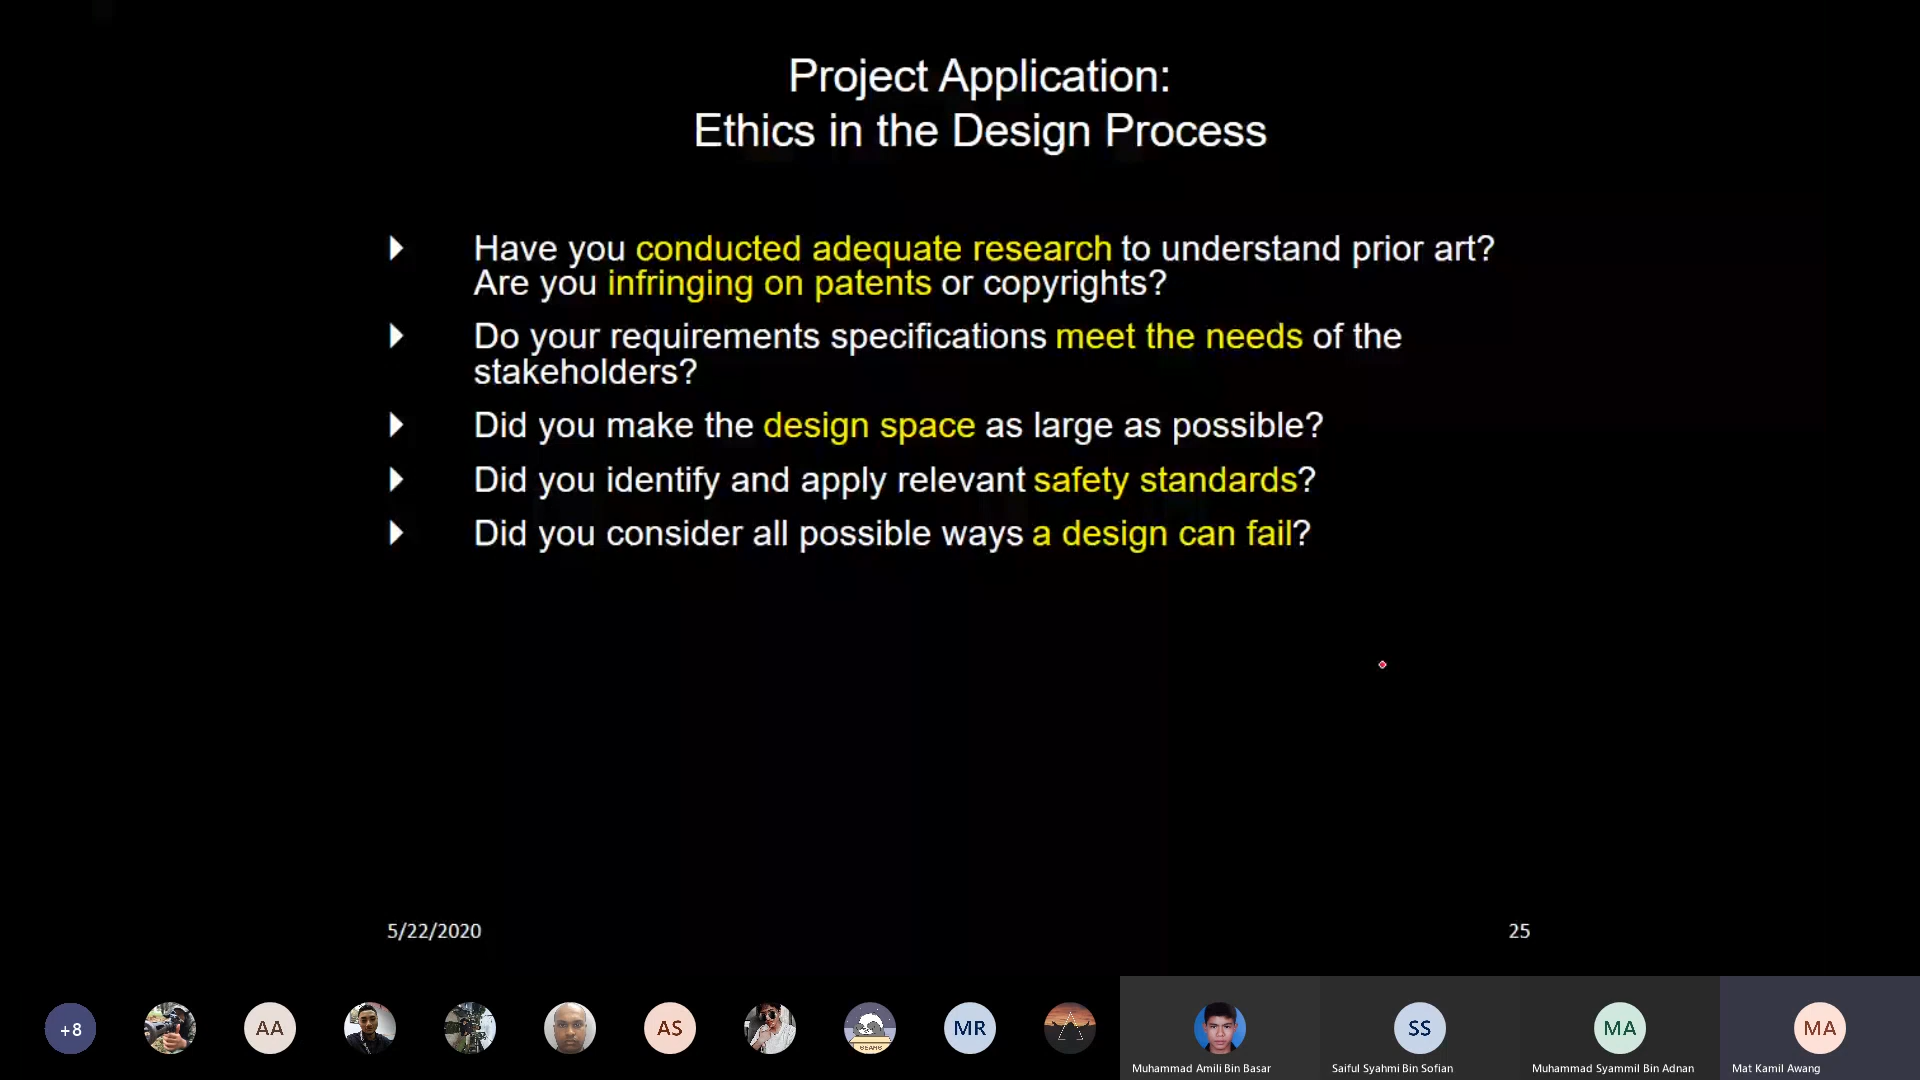 Project Application:
Ethics in the Design Process
Have you conducted adequate research to understand prior art?
Are you infringing on patents or copyrights?
Do your requirements specifications meet the needs of the
stakeholders?
Did you make the design space as large as possible?
Did you identify and apply relevant safety standards?
Did you consider all possible ways a design can fail?
5/22/2020
25
+8
AA
AS
BEARS
MR
SS
MA
MA
Muhammad Amili Bin Basar
Saiful Syahmi Bin Sofian
Muhammad Syammil Bin Adnan
Mat Kamil Awang